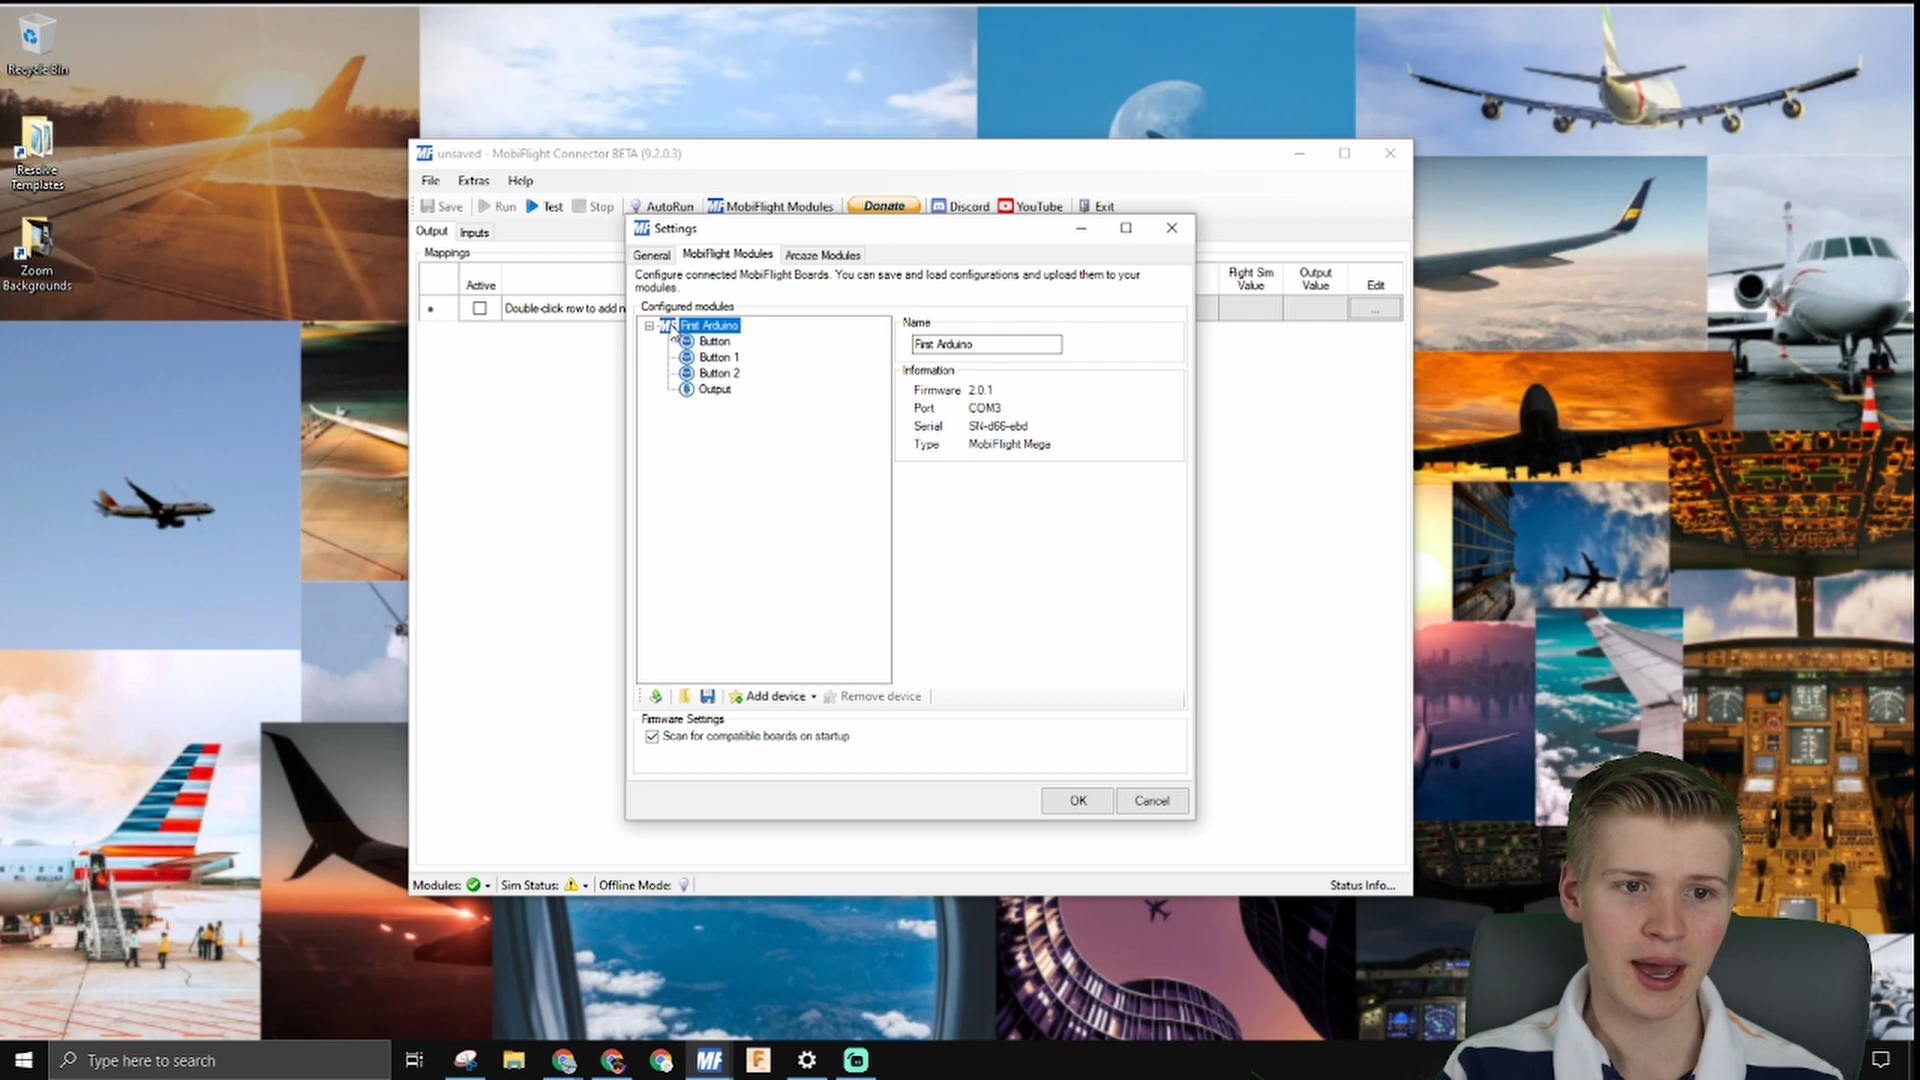 Recycle Bin
Resolve
Templates
Zoom
Backgrounds
MF unsaved - MobiFlight Connector BETA (9.2.0.3)
File Extras Help
Save Run Test Stop AutoRun MF MobiFlight Modules Donate Discord YouTube Exit
Output Inputs
Mappings
Active
Flight Sim
Value
Output
Value
Edit
Double-click row to add n
...
MF Settings
General MobiFlight Modules Arcaze Modules
Configure connected MobiFlight Boards. You can save and load configurations and upload them to your
modules.
Configured modules
First Arduino
Button
Button 1
Button 2
Output
Name
First Arduino
Information
Firmware 2.0.1
Port COM3
Serial SN-d66-ebd
Type MobiFlight Mega
Add device Remove device
Firmware Settings
Scan for compatible boards on startup
OK Cancel
Modules: Sim Status: Offline Mode: Status Info...
Type here to search
MF
F